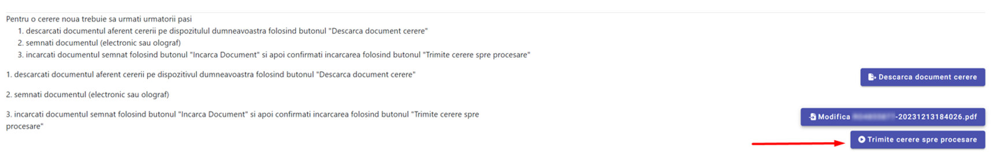 Pentru o cerere noua trebuie sa urmati urmatorii pasi
1. descarcati documentul aferent cererii pe dispozitulul dumneavoastra folosind butonul "Descarca document cerere"
2. semnati documentul (electronic sau olograf)
3. incarcati documentul semnat folosind butonul "Incarca Document" si apoi confirmati incarcarea folosind butonul "Trimite cerere spre procesare"
1. descarcati documentul aferent cererii pe dispozitivul dumneavoastra folosind butonul "Descarca document cerere"
Descarca document cerere
2. semnati documentul (electronic sau olograf)
3. incarcati documentul semnat folosind butonul "Incarca Document" si apoi confirmati incarcarea folosind butonul "Trimite cerere spre
procesare"
Modifica -20231213184026.pdf
Trimite cerere spre procesare